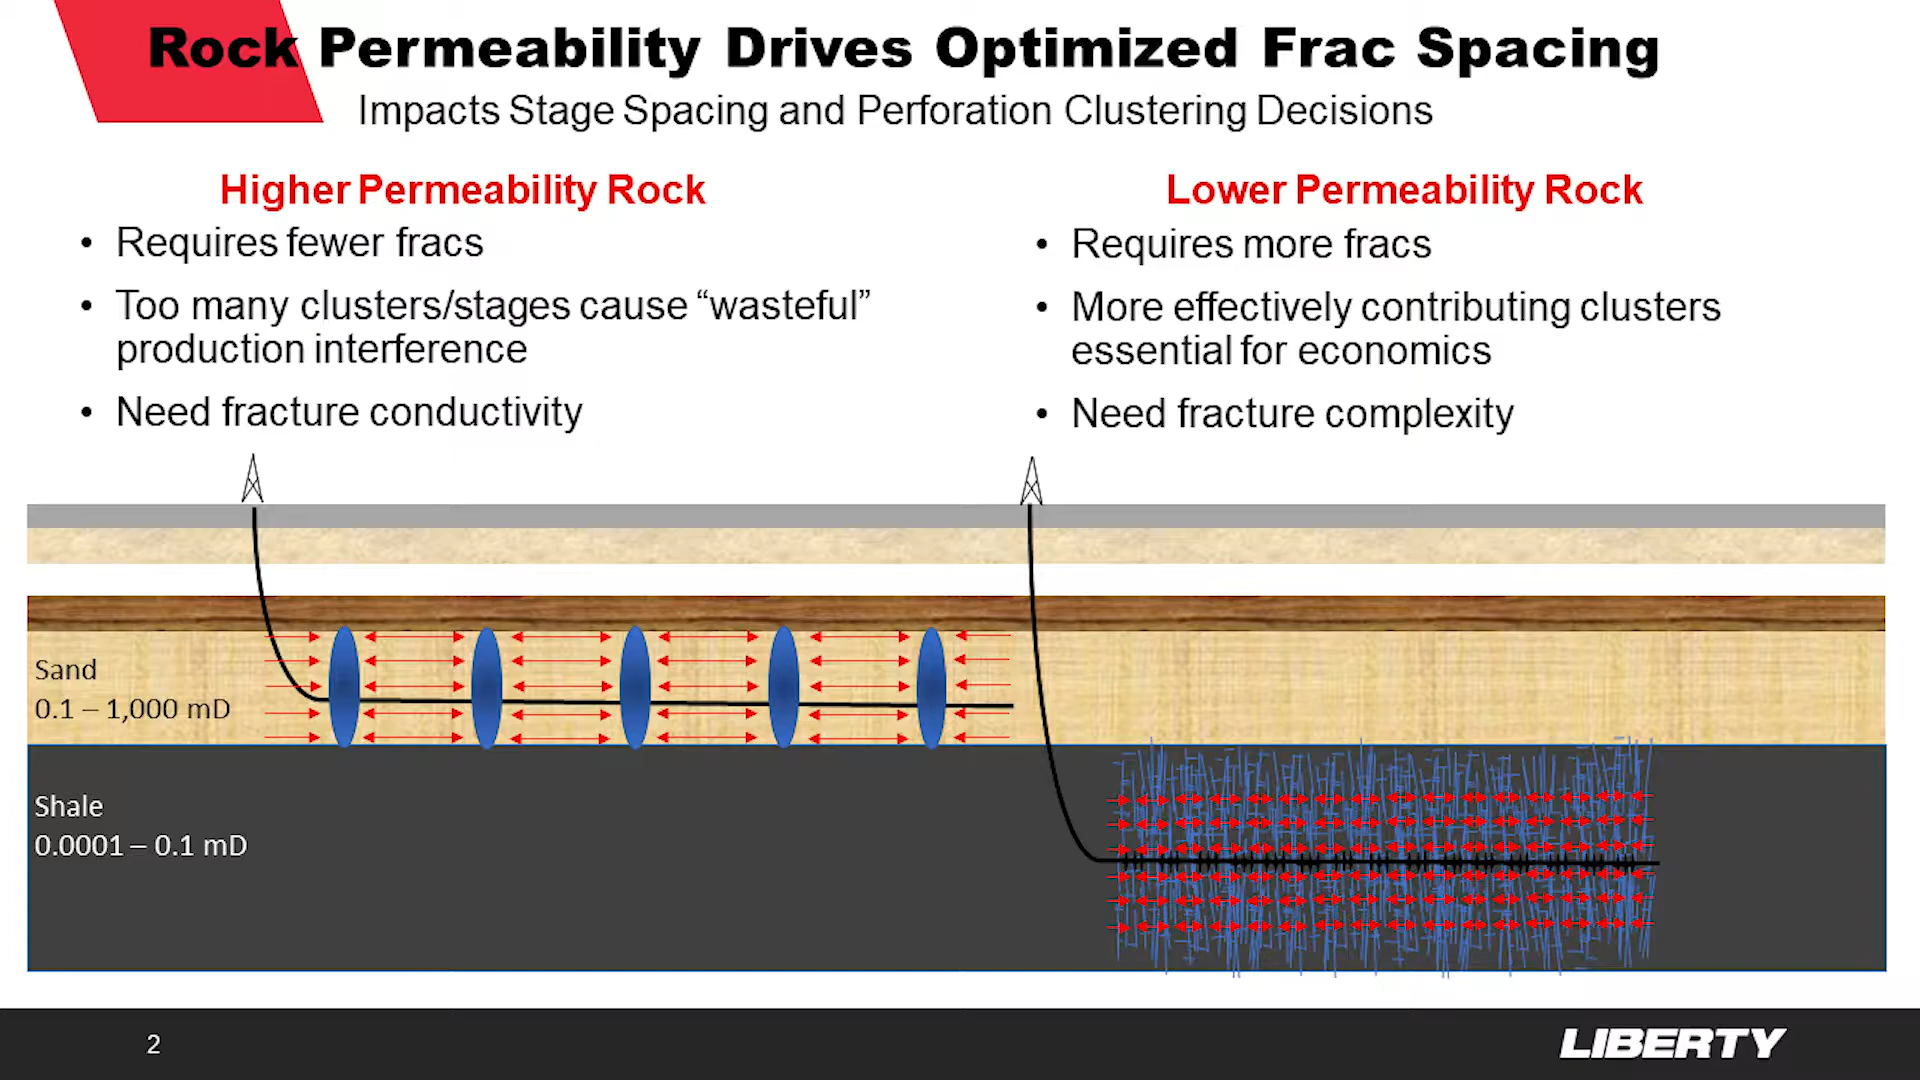 Rock Permeability Drives Optimized Frac Spacing
Impacts Stage Spacing and Perforation Clustering Decisions
Higher Permeability Rock
• Requires fewer fracs
• Too many clusters/stages cause “wasteful”
production interference
• Need fracture conductivity
Lower Permeability Rock
• Requires more fracs
• More effectively contributing clusters
essential for economics
• Need fracture complexity
Sand
0.1 – 1,000 mD
Shale
0.0001 – 0.1 mD
2
LIBERTY